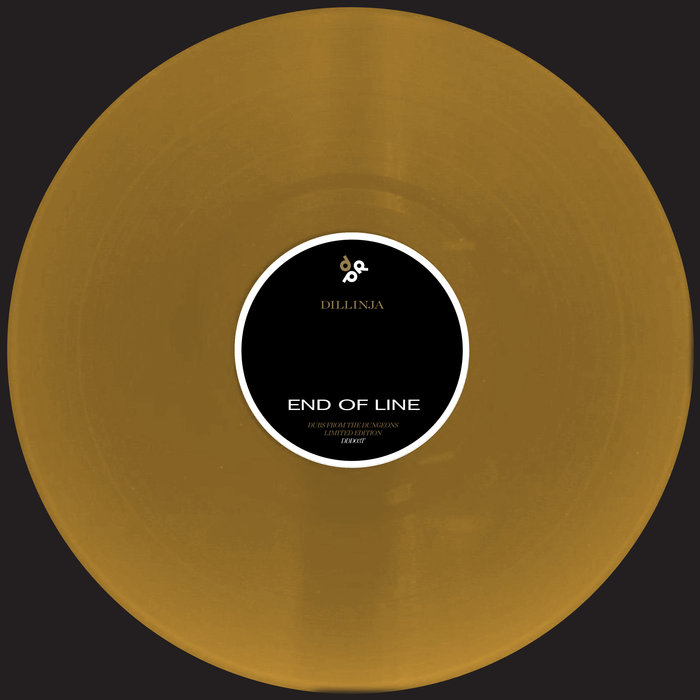 DILLINJA
END OF LINE
DUBS FROM THE DUNGEONS
LIMITED EDITION